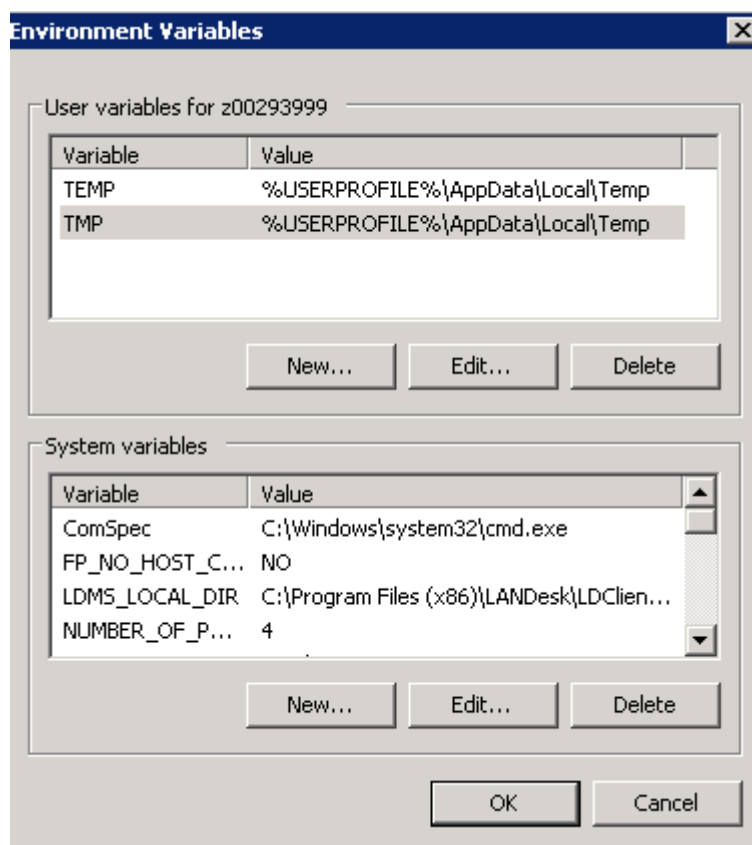 Environment Variables
User variables for z00293999
Variable Value
TEMP %USERPROFILE%\AppData\Local\Temp
TMP %USERPROFILE%\AppData\Local\Temp
New... Edit... Delete
System variables
Variable Value
ComSpec C:\Windows\system32\cmd.exe
FP_NO_HOST_C... NO
LDMS_LOCAL_DIR C:\Program Files (x86)\LANDesk\LDClien...
NUMBER_OF_P... 4
New... Edit... Delete
OK Cancel